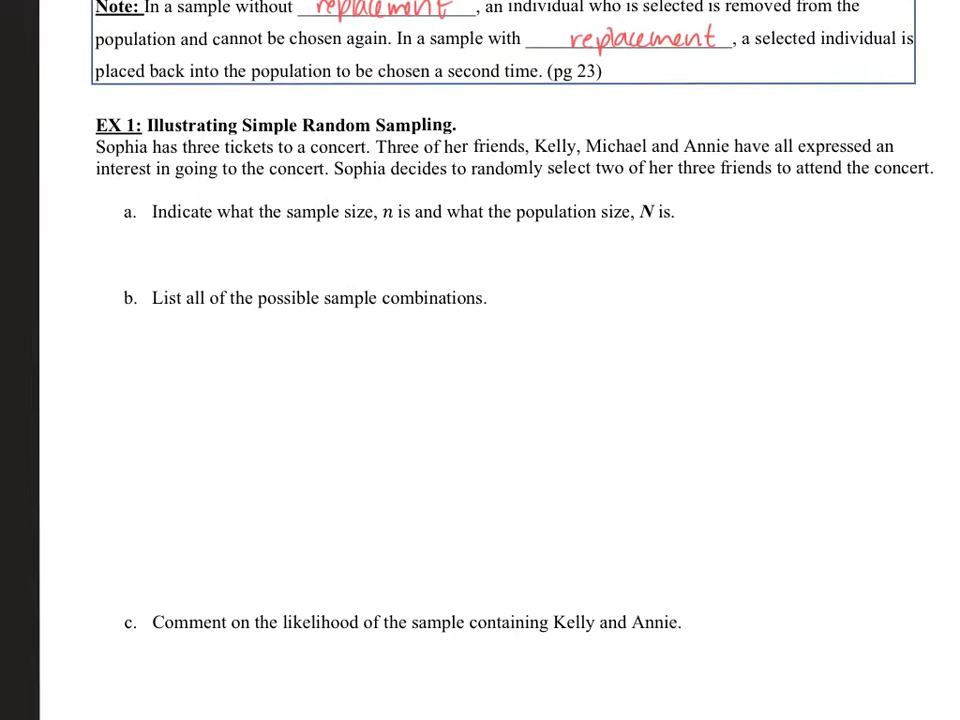 Note: In a sample without replacement, an individual who is selected is removed from the
population and cannot be chosen again. In a sample with replacement, a selected individual is
placed back into the population to be chosen a second time. (pg 23)
EX 1: Illustrating Simple Random Sampling.
Sophia has three tickets to a concert. Three of her friends, Kelly, Michael and Annie have all expressed an
interest in going to the concert. Sophia decides to randomly select two of her three friends to attend the concert.
a. Indicate what the sample size, n is and what the population size, N is.
b. List all of the possible sample combinations.
c. Comment on the likelihood of the sample containing Kelly and Annie.